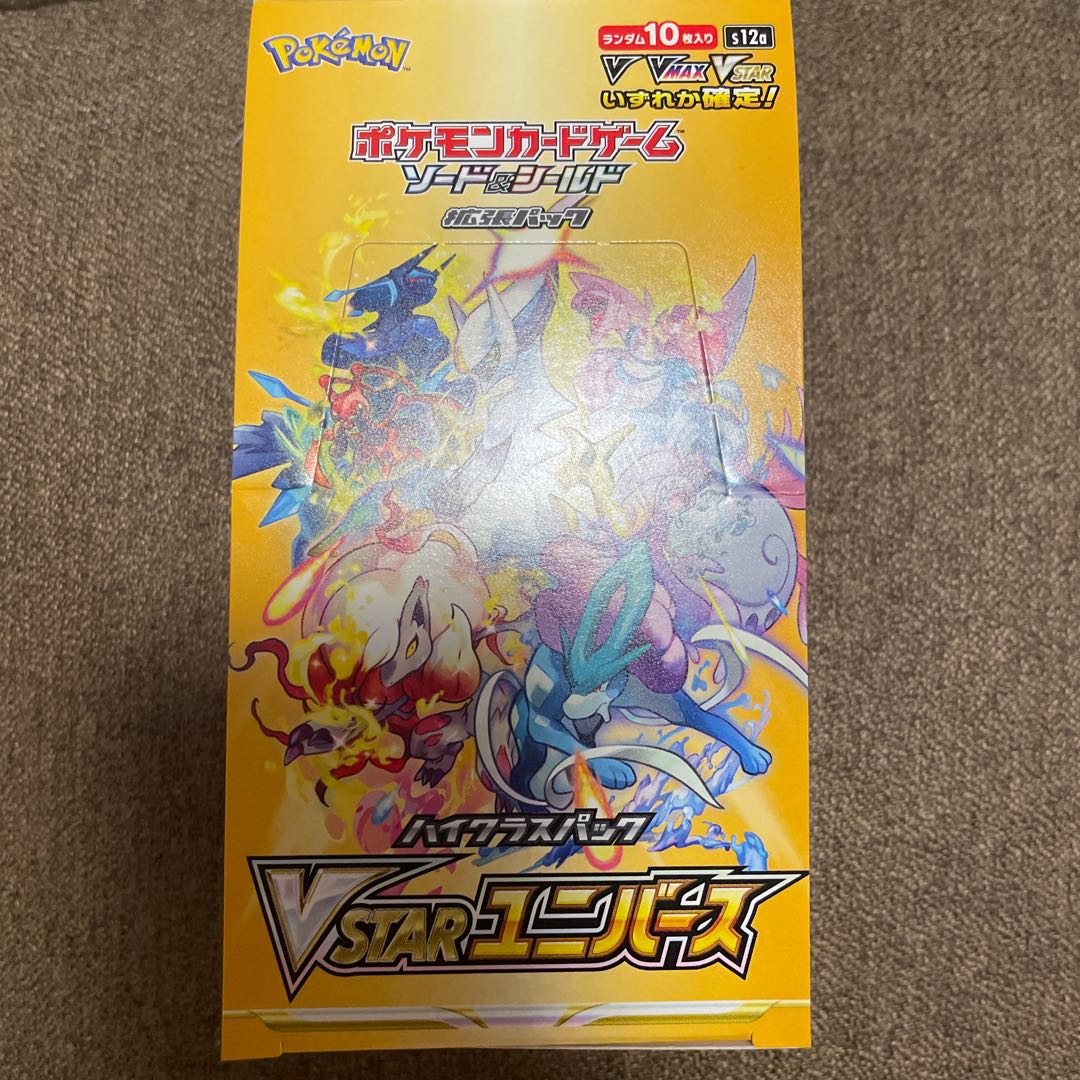 POKéMON™
ランダム10枚入り s12a
V VMAX VSTAR
いずれか確定!
ポケモンカードゲーム™
ソード&シールド
拡張パック
ハイクラスパック
VSTARユニバース